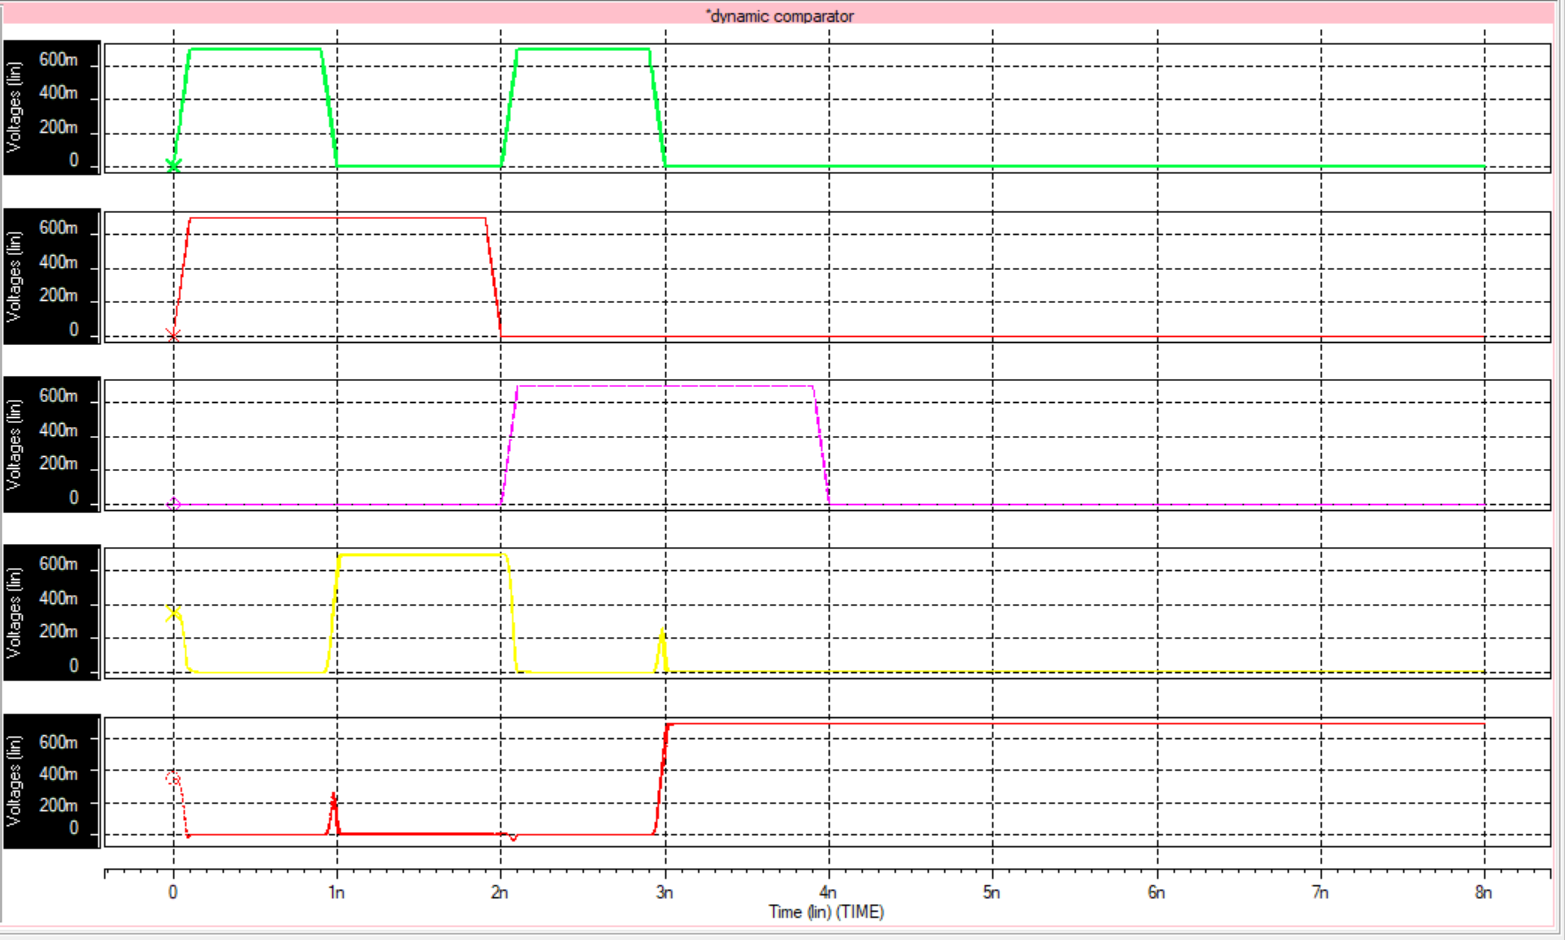 *dynamic comparator
Voltages (lin)
600m
400m
200m
0
Voltages (lin)
600m
400m
200m
0
Voltages (lin)
600m
400m
200m
0
Voltages (lin)
600m
400m
200m
0
Voltages (lin)
600m
400m
200m
0
0 1n 2n 3n 4n 5n 6n 7n 8n
Time (lin) (TIME)